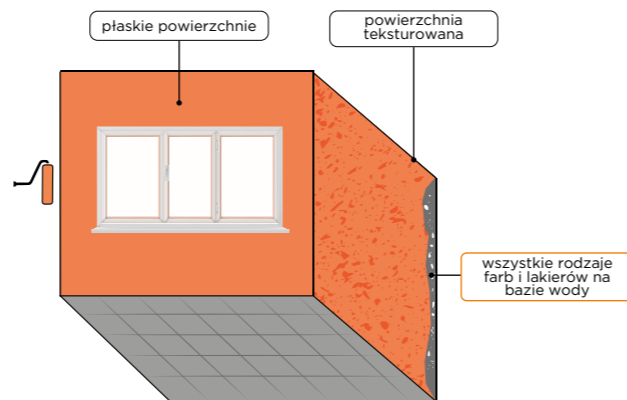 płaskie powierzchnie
powierzchnia
teksturowana
wszystkie rodzaje
farb i lakierów na
bazie wody